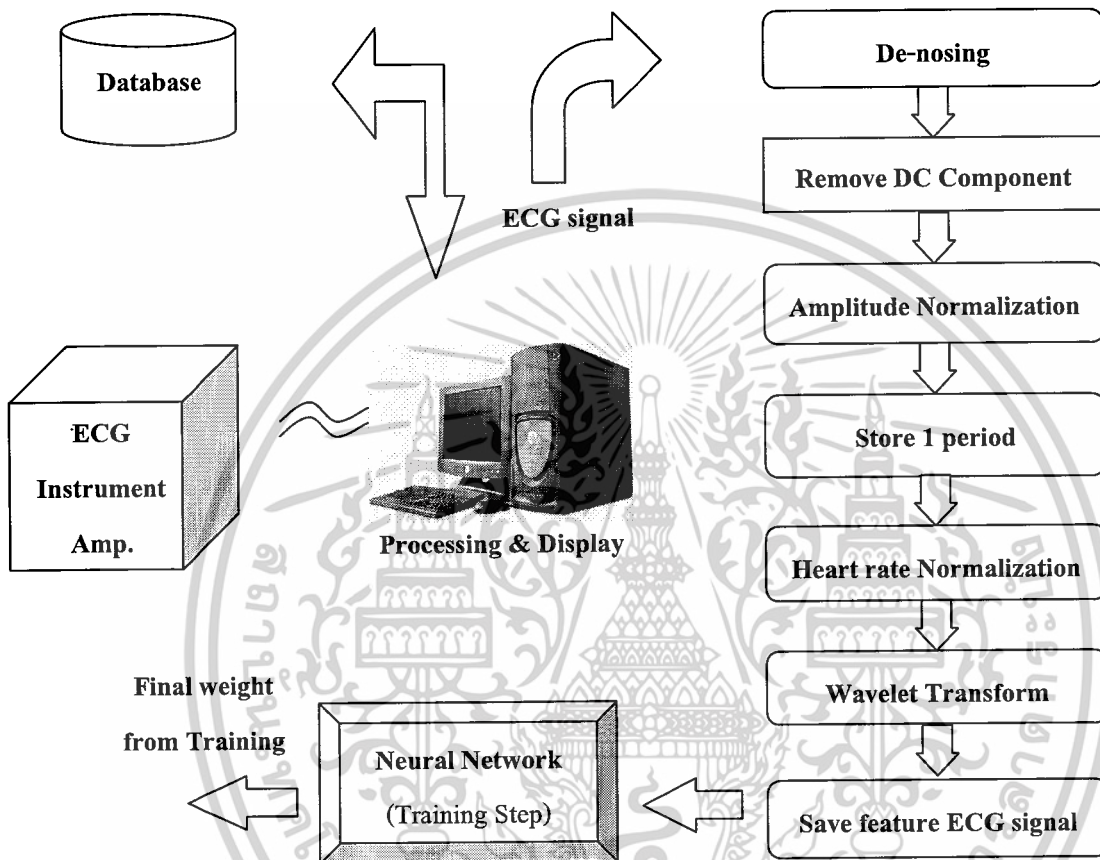 Database
De-nosing
Remove DC Component
ECG signal
Amplitude Normalization
Store 1 period
ECG
Instrument
Amp.
Processing & Display
Heart rate Normalization
Wavelet Transform
Final weight
from Training
Neural Network
(Training Step)
Save feature ECG signal